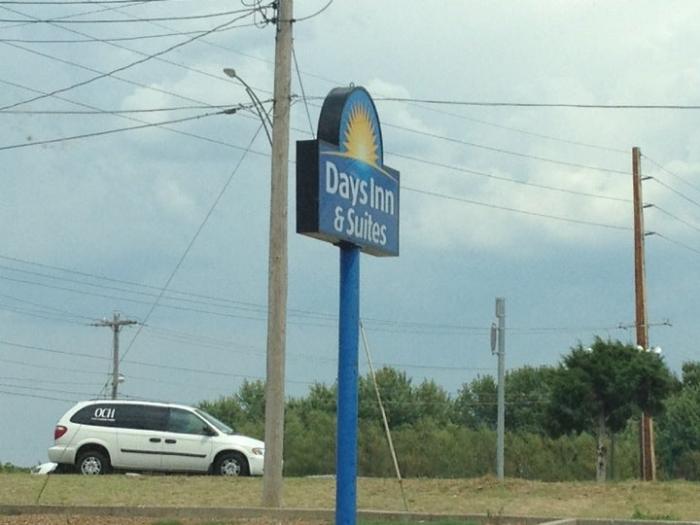 Days Inn
& Suites
OCH